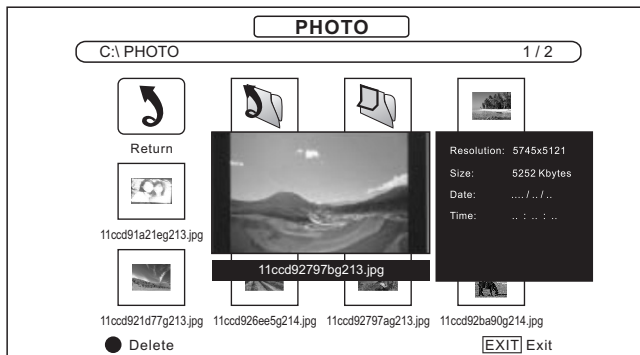 PHOTO
C:\ PHOTO 1 / 2
Return
Resolution: 5745x5121
Size: 5252 Kbytes
Date: .... / .. / ..
Time: .. : .. : ..
11ccd91a21eg213.jpg
11ccd92797bg213.jpg
11ccd921d77g213.jpg 11ccd926ee5g214.jpg 11ccd92797ag213.jpg 11ccd92ba90g214.jpg
Delete EXIT Exit